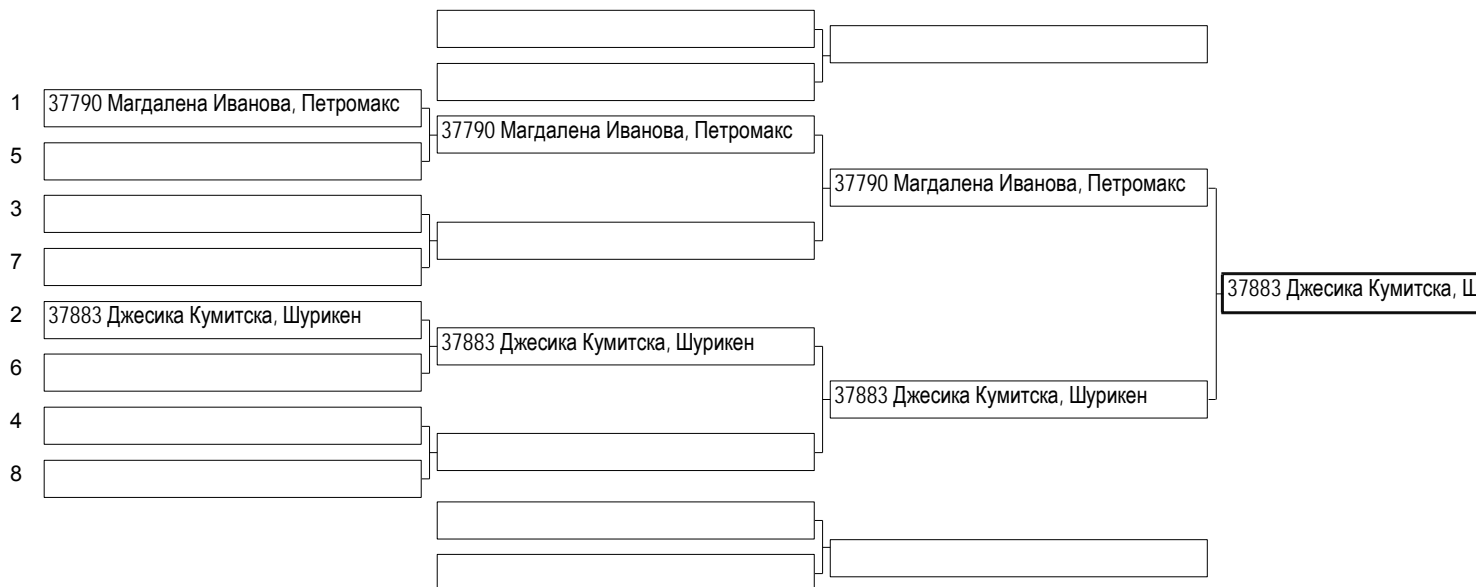 1 37790 Магдалена Иванова, Петромакс
37790 Магдалена Иванова, Петромакс
5
37790 Магдалена Иванова, Петромакс
3
7
37883 Джесика Кумитска, Ш
2 37883 Джесика Кумитска, Шурикен
37883 Джесика Кумитска, Шурикен
6
37883 Джесика Кумитска, Шурикен
4
8